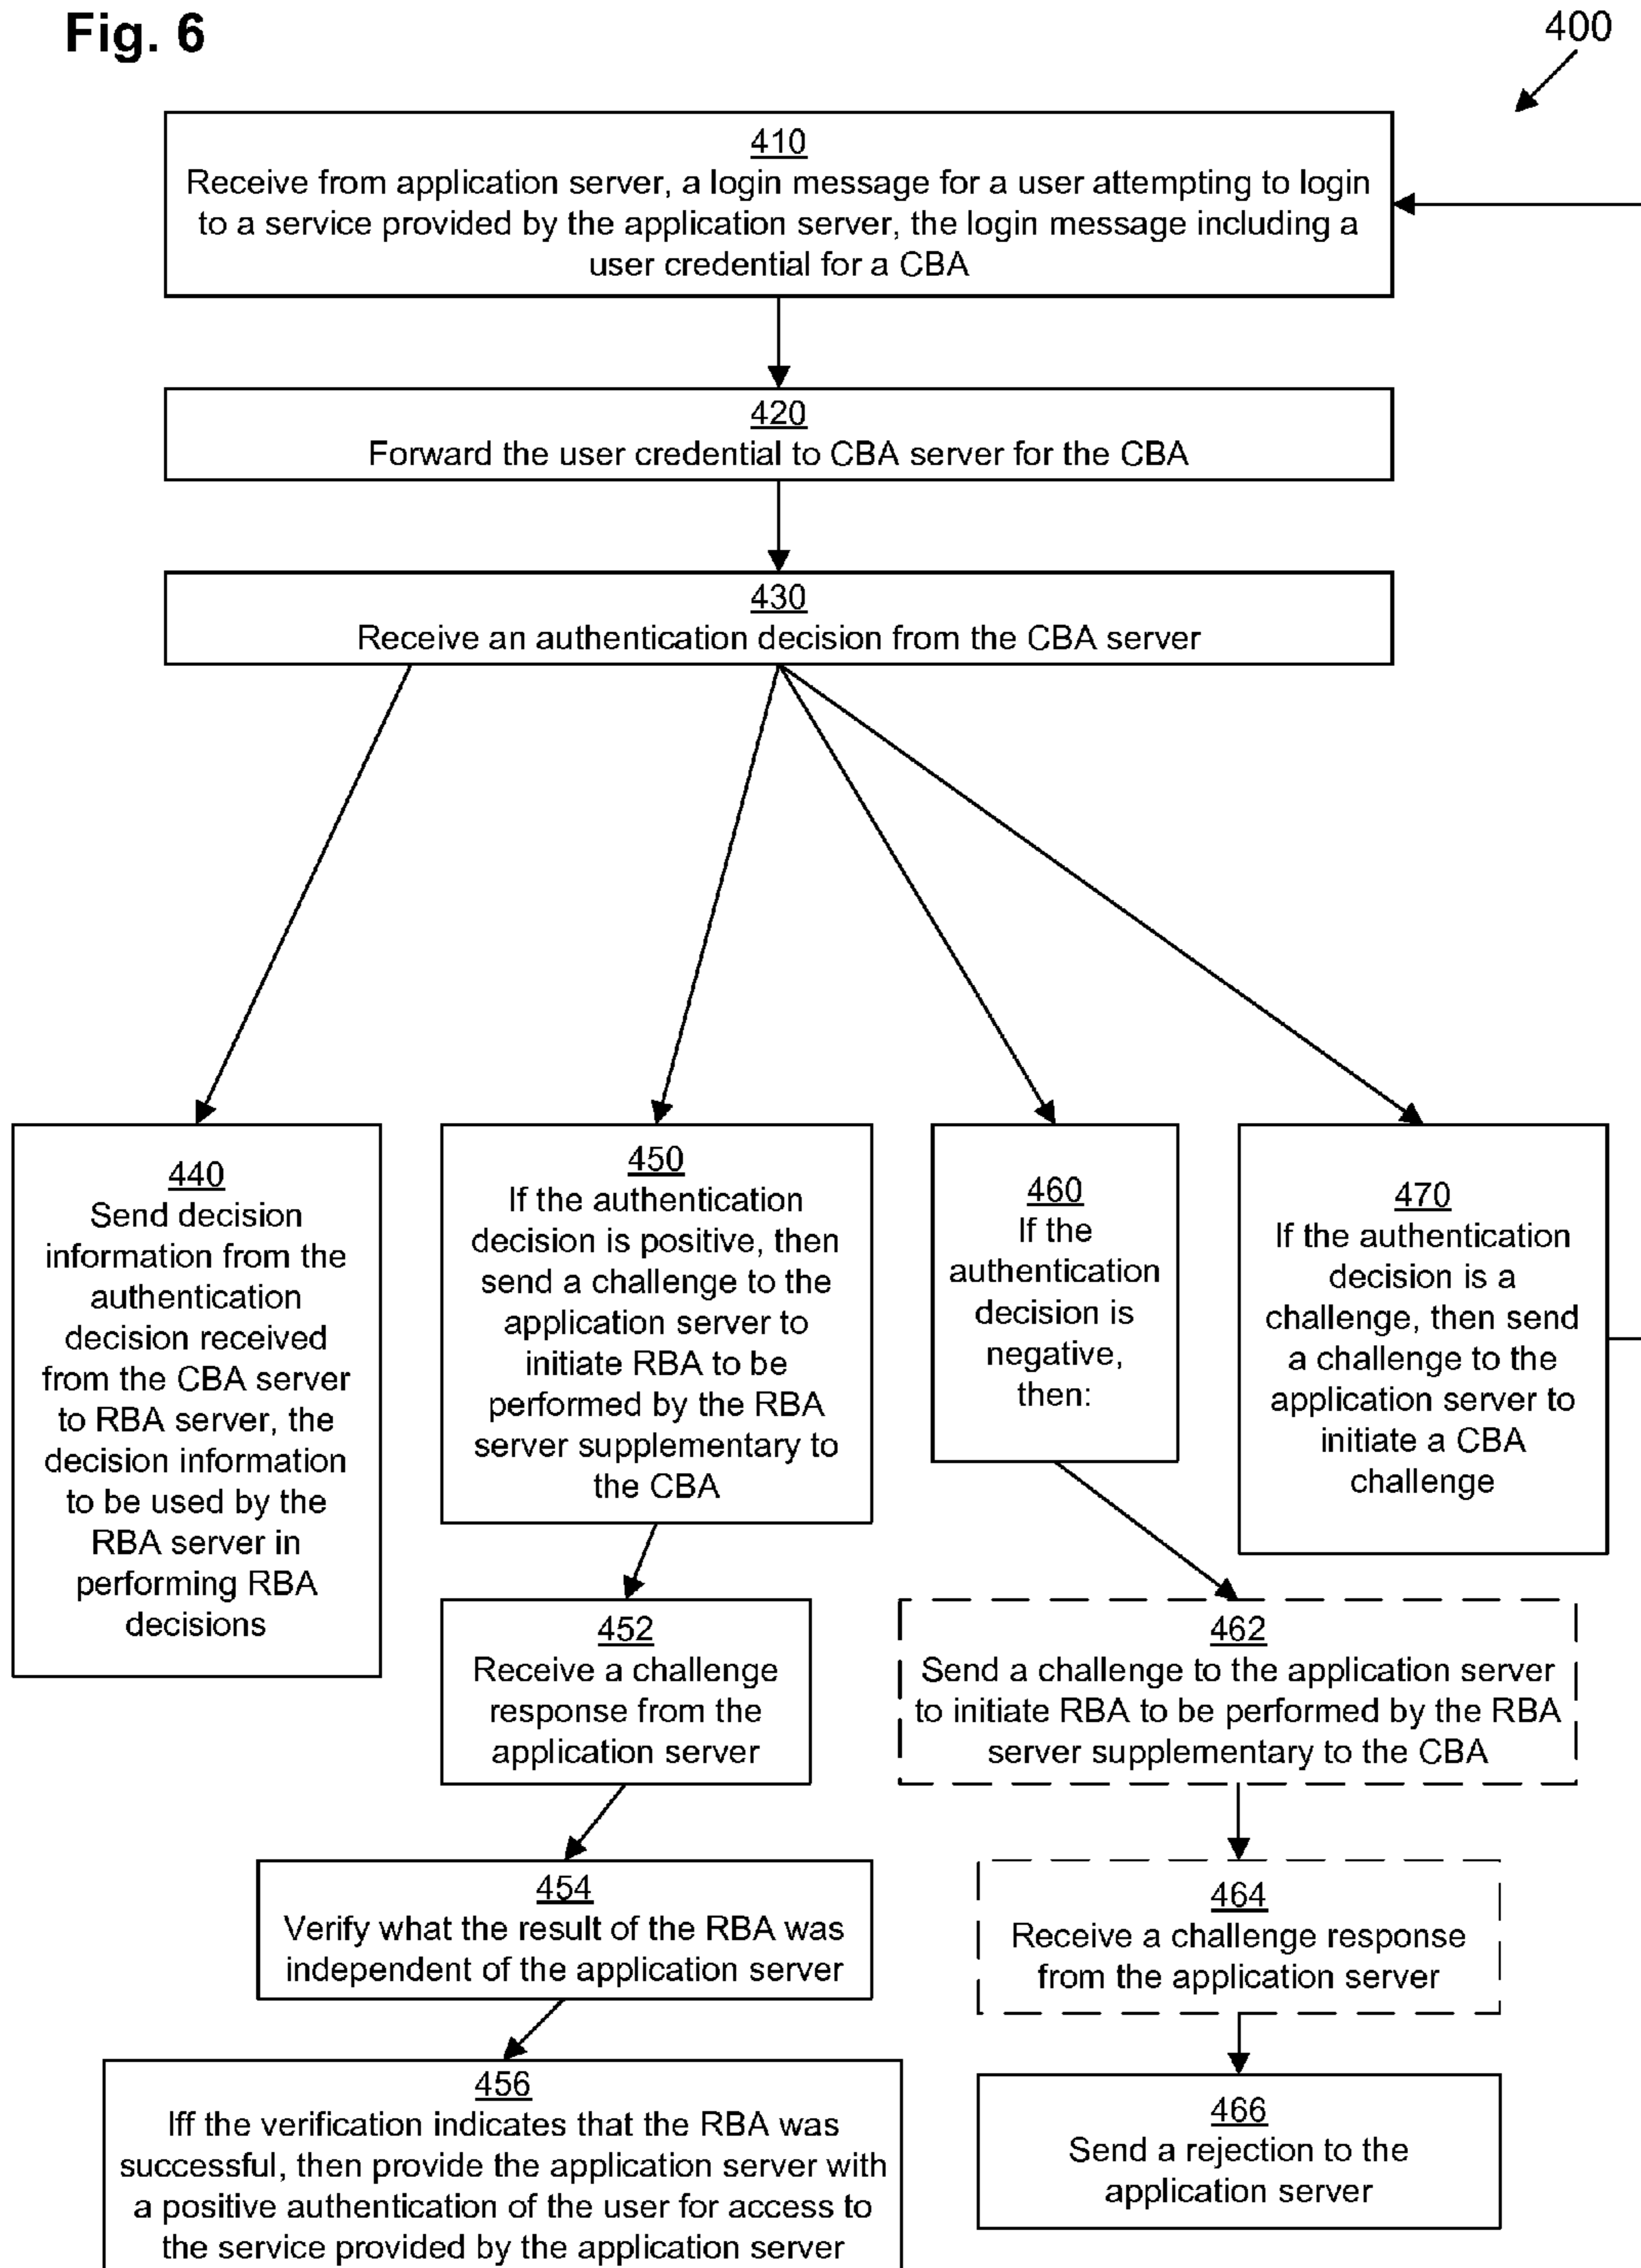 Fig. 6
400
410
Receive from application server, a login message for a user attempting to login
to a service provided by the application server, the login message including a
user credential for a CBA
420
Forward the user credential to CBA server for the CBA
430
Receive an authentication decision from the CBA server
440
Send decision
information from the
authentication
decision received
from the CBA server
to RBA server, the
decision information
to be used by the
RBA server in
performing RBA
decisions
450
If the authentication
decision is positive, then
send a challenge to the
application server to
initiate RBA to be
performed by the RBA
server supplementary to
the CBA
460
If the
authentication
decision is
negative,
then:
470
If the authentication
decision is a
challenge, then send
a challenge to the
application server to
initiate a CBA
challenge
452
Receive a challenge
response from the
application server
462
Send a challenge to the application server
to initiate RBA to be performed by the RBA
server supplementary to the CBA
454
Verify what the result of the RBA was
independent of the application server
464
Receive a challenge response
from the application server
456
Iff the verification indicates that the RBA was
successful, then provide the application server with
a positive authentication of the user for access to
the service provided by the application server
466
Send a rejection to the
application server